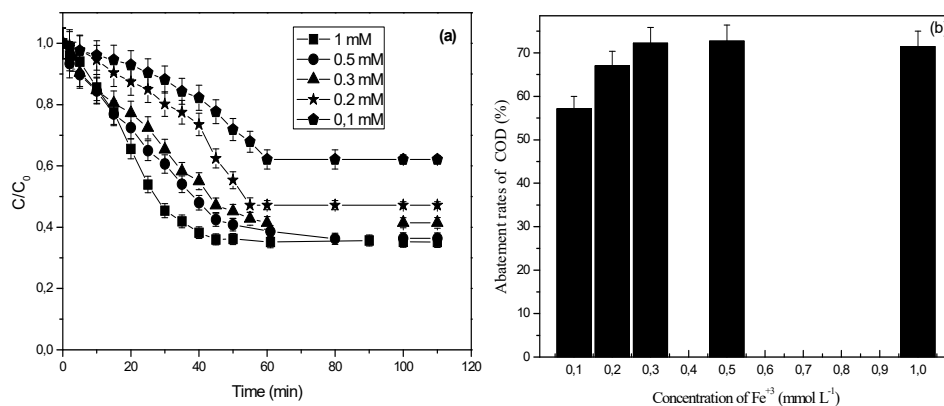 (a)
1 mM
0.5 mM
0.3 mM
0.2 mM
0,1 mM
1,0
0,8
0,6
0,4
0,2
0,0
C/C₀
0 20 40 60 80 100 120
Time (min)
(b)
80
70
60
50
40
30
20
10
0
Abatement rates of COD (%)
0,1 0,2 0,3 0,4 0,5 0,6 0,7 0,8 0,9 1,0
Concentration of Fe⁺³ (mmol L⁻¹)